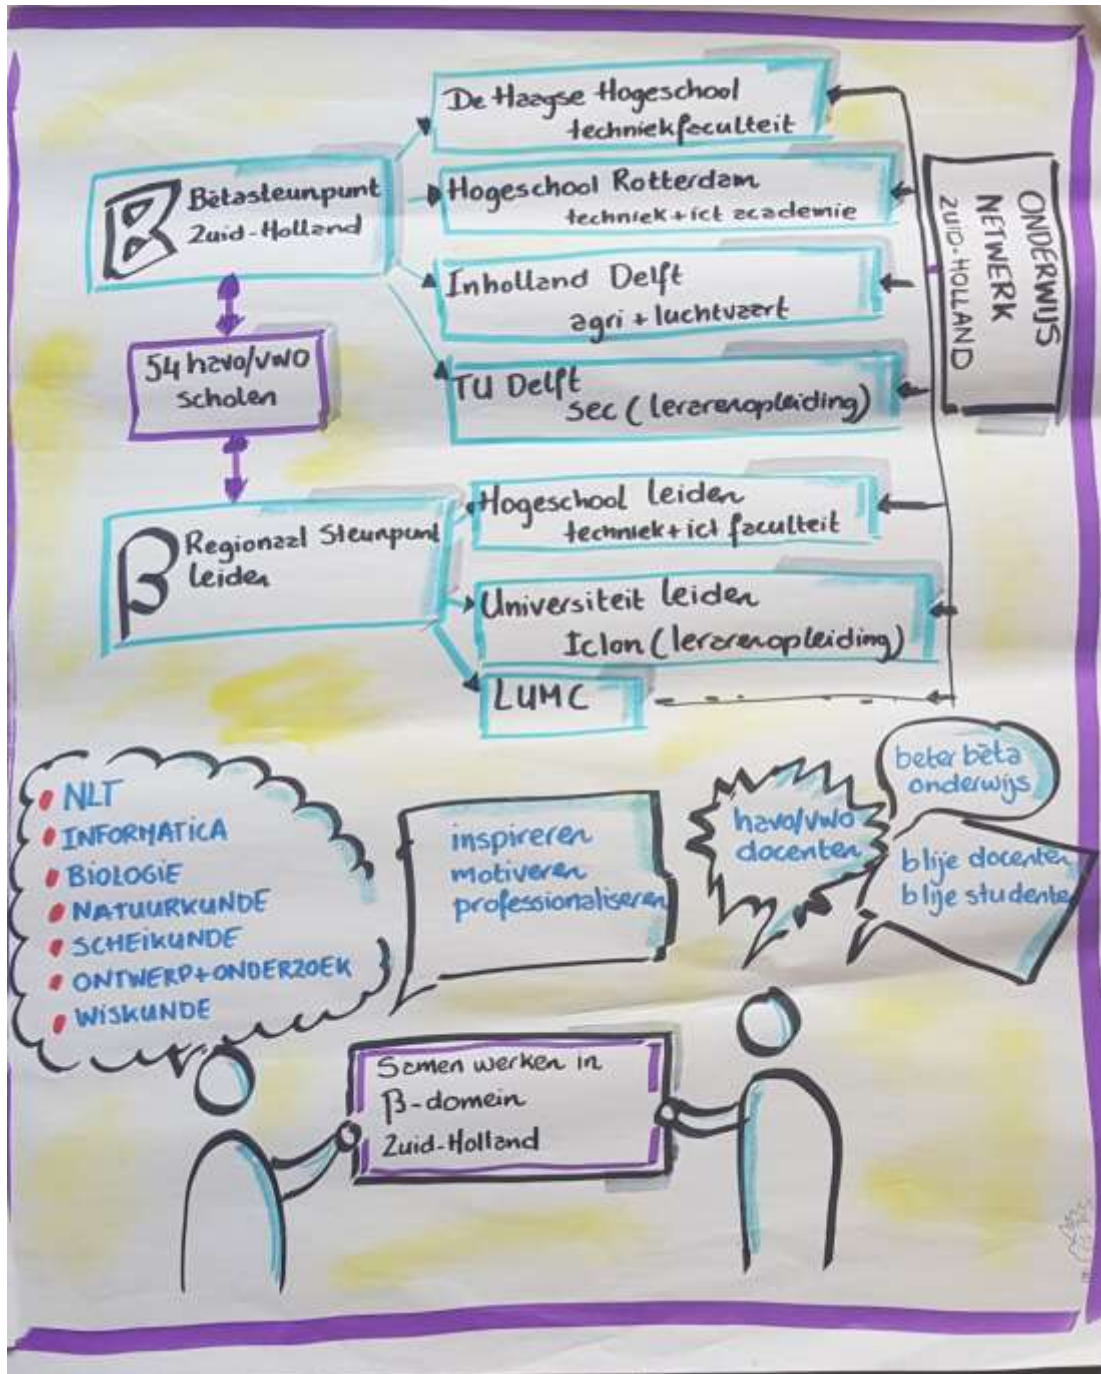 De Haagse Hogeschool
techniekfaculteit
Bètasteunpunt
Zuid-Holland
Hogeschool Rotterdam
techniek + ict academie
Inholland Delft
agri + luchtvaart
TU Delft
sec (lerarenopleiding)
ONDERWIJS
NETWERK
ZUID-HOLLAND
54 havo/vwo
scholen
β Regionaal Steunpunt
Leiden
Hogeschool leiden
techniek + ict faculteit
Universiteit leiden
Iclon (lerarenopleiding)
LUMC
NLT
INFORMATICA
BIOLOGIE
NATUURKUNDE
SCHEIKUNDE
ONTWERP + ONDERZOEK
WISKUNDE
inspireren
motiveren
professionaliseren
havo/vwo
docenten
beter bèta
onderwijs
blije docenten
blije studenten
Samen werken in
β-domein
Zuid-Holland